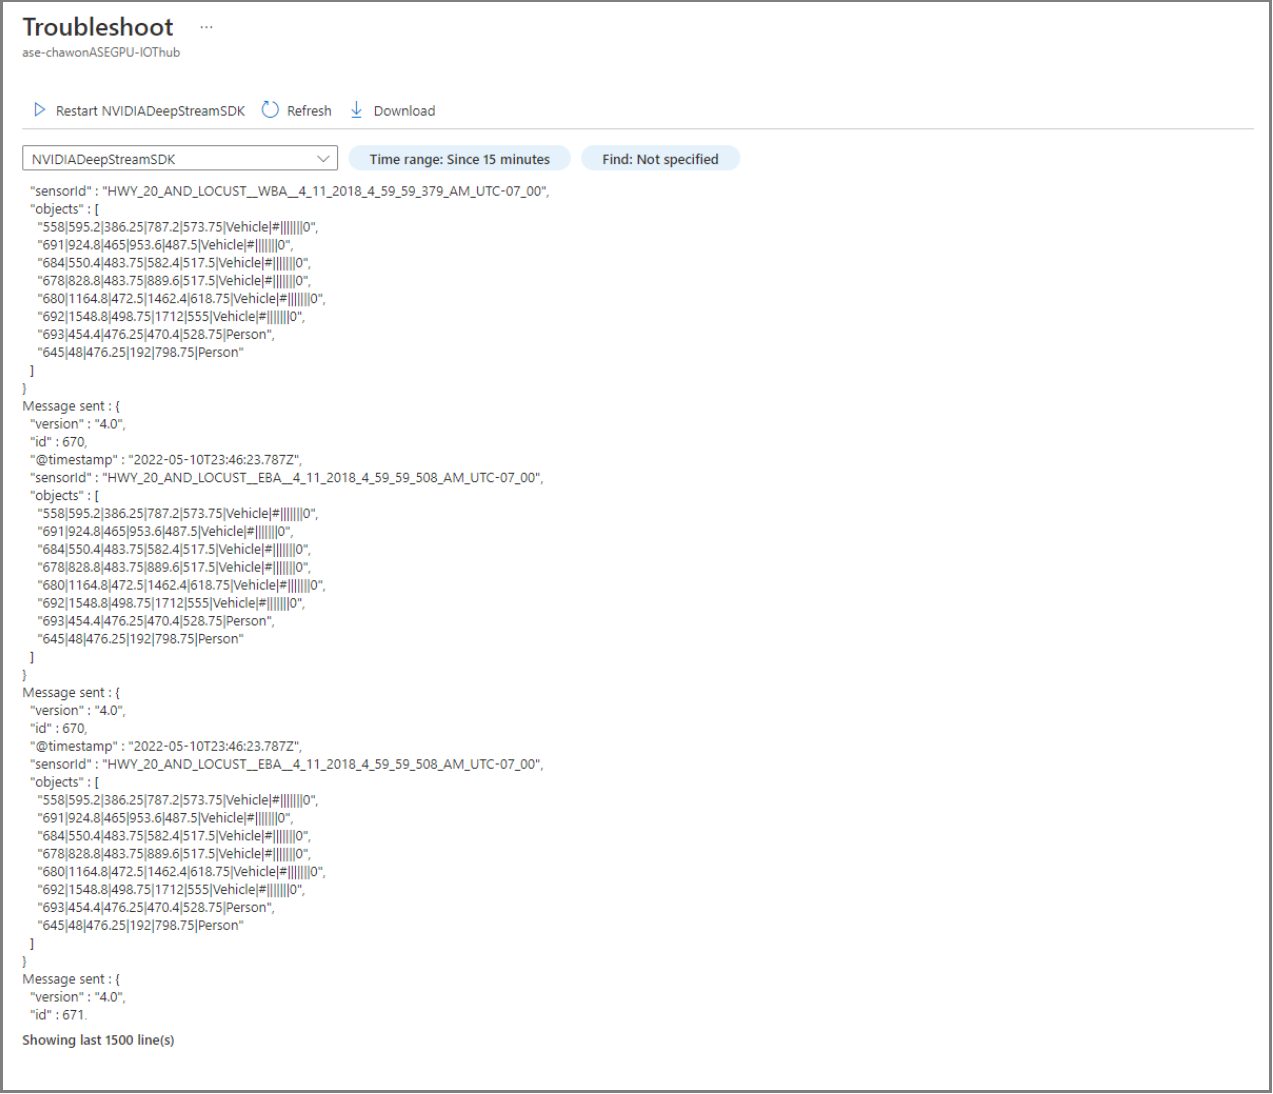 Troubleshoot ...
ase-chawonASEGPU-IOThub
Restart NVIDIADeepStreamSDK Refresh Download
NVIDIADeepStreamSDK Time range: Since 15 minutes Find: Not specified
"sensorId" : "HWY_20_AND_LOCUST__WBA__4_11_2018_4_59_59_379_AM_UTC-07_00",
"objects" : [
"558|595.2|386.25|787.2|573.75|Vehicle|#|||||||0",
"691|924.8|465|953.6|487.5|Vehicle|#|||||||0",
"684|550.4|483.75|582.4|517.5|Vehicle|#|||||||0",
"678|828.8|483.75|889.6|517.5|Vehicle|#|||||||0",
"680|1164.8|472.5|1462.4|618.75|Vehicle|#|||||||0",
"692|1548.8|498.75|1712|555|Vehicle|#|||||||0",
"693|454.4|476.25|470.4|528.75|Person",
"645|48|476.25|192|798.75|Person"
]
}
Message sent : {
"version" : "4.0",
"id" : 670,
"@timestamp" : "2022-05-10T23:46:23.787Z",
"sensorId" : "HWY_20_AND_LOCUST__EBA__4_11_2018_4_59_59_508_AM_UTC-07_00",
"objects" : [
"558|595.2|386.25|787.2|573.75|Vehicle|#|||||||0",
"691|924.8|465|953.6|487.5|Vehicle|#|||||||0",
"684|550.4|483.75|582.4|517.5|Vehicle|#|||||||0",
"678|828.8|483.75|889.6|517.5|Vehicle|#|||||||0",
"680|1164.8|472.5|1462.4|618.75|Vehicle|#|||||||0",
"692|1548.8|498.75|1712|555|Vehicle|#|||||||0",
"693|454.4|476.25|470.4|528.75|Person",
"645|48|476.25|192|798.75|Person"
]
}
Message sent : {
"version" : "4.0",
"id" : 670,
"@timestamp" : "2022-05-10T23:46:23.787Z",
"sensorId" : "HWY_20_AND_LOCUST__EBA__4_11_2018_4_59_59_508_AM_UTC-07_00",
"objects" : [
"558|595.2|386.25|787.2|573.75|Vehicle|#|||||||0",
"691|924.8|465|953.6|487.5|Vehicle|#|||||||0",
"684|550.4|483.75|582.4|517.5|Vehicle|#|||||||0",
"678|828.8|483.75|889.6|517.5|Vehicle|#|||||||0",
"680|1164.8|472.5|1462.4|618.75|Vehicle|#|||||||0",
"692|1548.8|498.75|1712|555|Vehicle|#|||||||0",
"693|454.4|476.25|470.4|528.75|Person",
"645|48|476.25|192|798.75|Person"
]
}
Message sent : {
"version" : "4.0",
"id" : 671.
Showing last 1500 line(s)